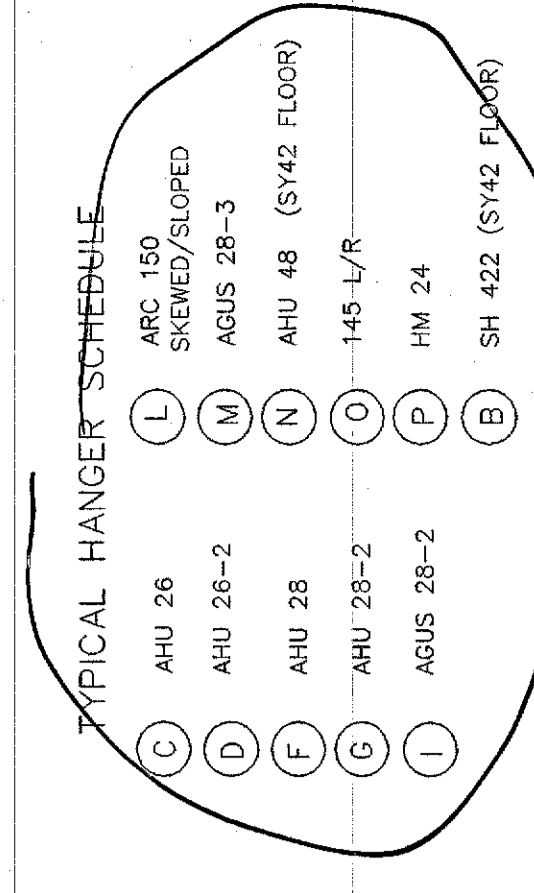 TYPICAL HANGER SCHEDULE
C AHU 26
D AHU 26-2
F AHU 28
G AHU 28-2
I AGUS 28-2
L ARC 150
SKEWED/SLOPED
M AGUS 28-3
N AHU 48 (SY42 FLOOR)
O 145 L/R
P HM 24
B SH 422 (SY42 FLOOR)